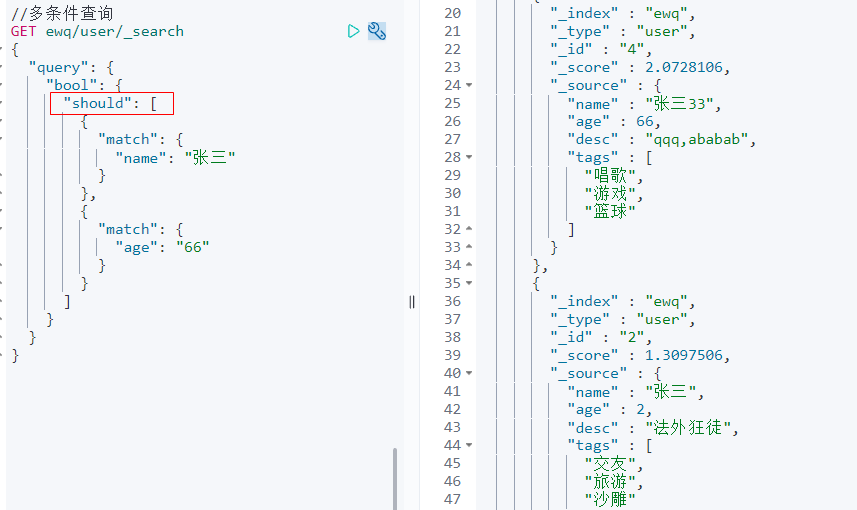 //多条件查询
GET ewq/user/_search
{
  "query": {
    "bool": {
      "should": [
        {
          "match": {
            "name": "张三"
          }
        },
        {
          "match": {
            "age": "66"
          }
        }
      ]
    }
  }
}
20 {
21 "_index" : "ewq",
21 "_type" : "user",
22 "_id" : "4",
23 "_score" : 2.0728106,
24 "_source" : {
25 "name" : "张三33",
26 "age" : 66,
27 "desc" : "qqq,ababab",
28 "tags" : [
29 "唱歌",
30 "游戏",
31 "篮球"
32 ]
33 }
34 },
35 {
36 "_index" : "ewq",
37 "_type" : "user",
38 "_id" : "2",
39 "_score" : 1.3097506,
40 "_source" : {
41 "name" : "张三",
42 "age" : 2,
43 "desc" : "法外狂徒",
44 "tags" : [
45 "交友",
46 "旅游",
47 "沙雕"